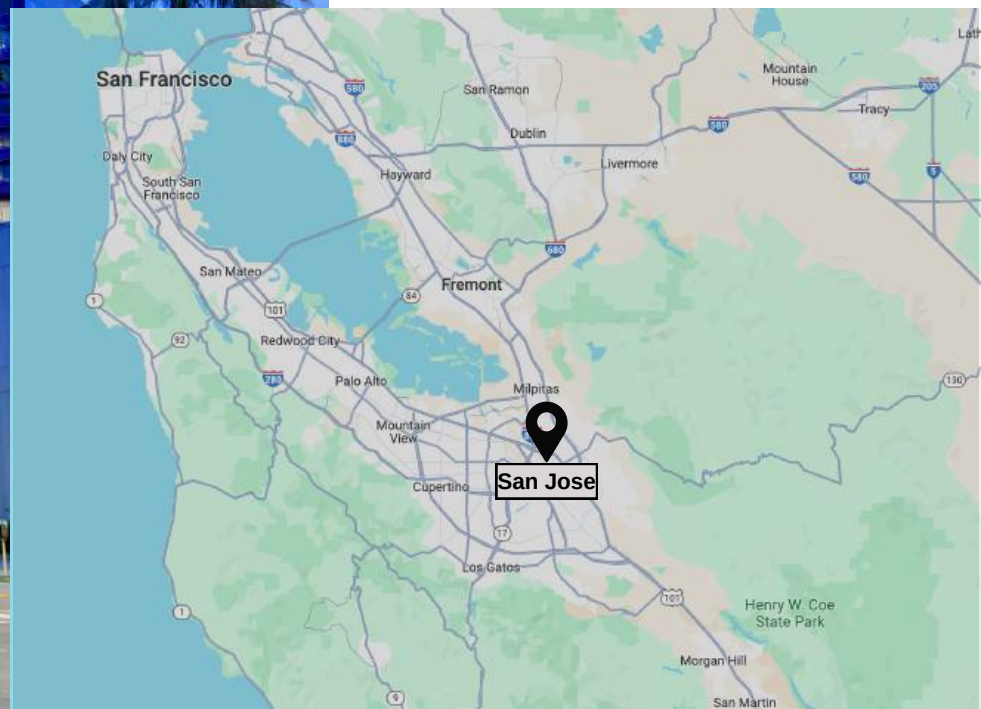 San Francisco
580
880
San Ramon
Mountain
House
205
Tracy
580
Dublin
Daly City
Livermore
South San
Francisco
Hayward
580
5
680
San Mateo
Fremont
1
101
84
92
Redwood City
280
Palo Alto
Milpitas
130
Mountain
View
San Jose
Cupertino
17
Los Gatos
101
1
Henry W. Coe
State Park
Morgan Hill
9
San Martin